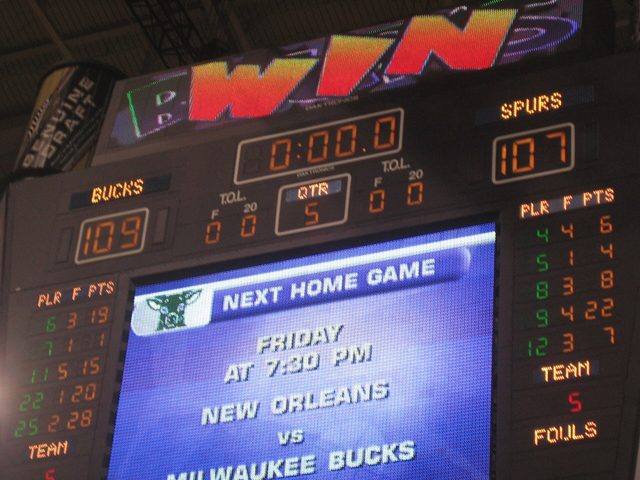 WIN
GENUINE
DRAFT
DAKTRONICS
SPURS
107
0:00.0
DAKTRONICS
BUCKS
109
T.O.L.
F 20
0 0
QTR
5
T.O.L.
F 20
0 0
PLR F PTS
6 3 19
7 1 1
11 5 15
22 1 20
25 2 28
TEAM
5
NEXT HOME GAME
FRIDAY
AT 7:30 PM
NEW ORLEANS
VS
MILWAUKEE BUCKS
PLR F PTS
4 4 6
5 1 4
8 3 8
9 4 22
12 3 7
TEAM
5
FOULS